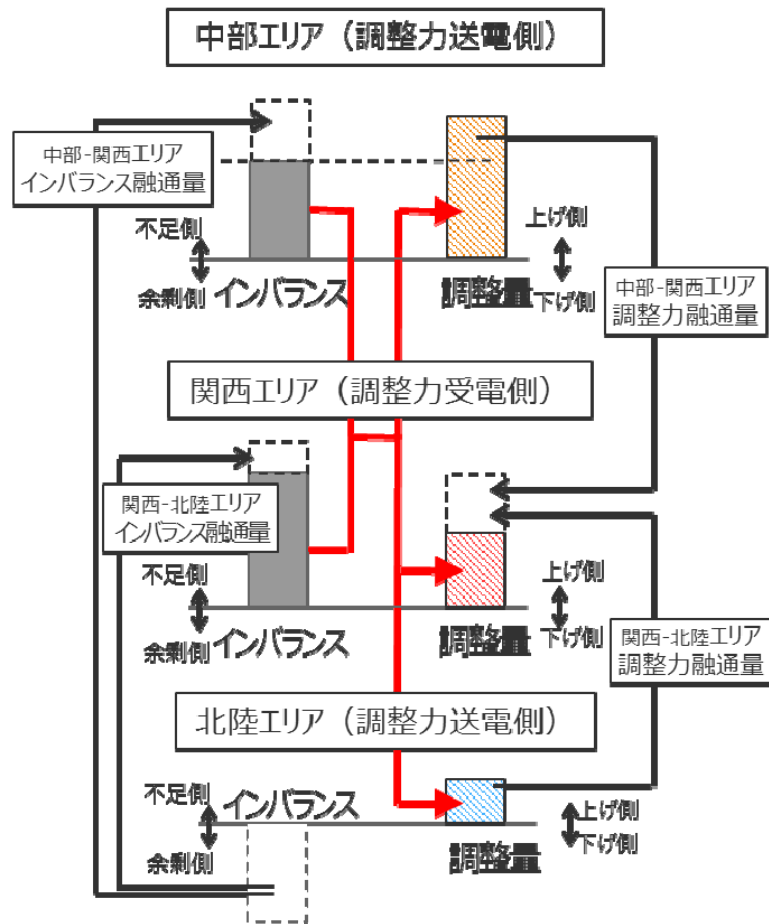 中部エリア（調整力送電側）
中部-関西エリア
インバランス融通量
不足側
余剰側
インバランス
調整量
上げ側
下げ側
中部-関西エリア
調整力融通量
関西エリア（調整力受電側）
関西-北陸エリア
インバランス融通量
不足側
余剰側
インバランス
調整量
上げ側
下げ側
関西-北陸エリア
調整力融通量
北陸エリア（調整力送電側）
不足側
余剰側
インバランス
調整量
上げ側
下げ側